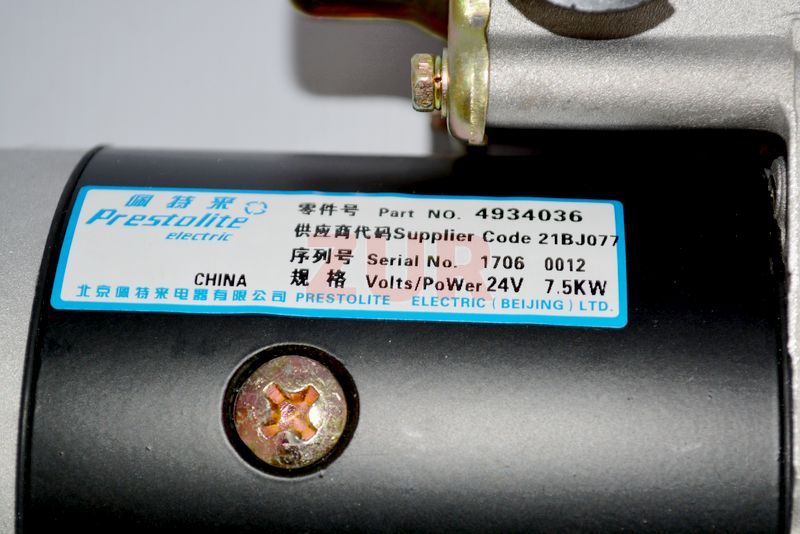 佩特来
Prestolite
electric
零件号 Part NO. 4934036
供应商代码Supplier Code 21BJ077
序列号 Serial No. 1706 0012
CHINA 规格 Volts/PoWer 24V 7.5KW
北京佩特来电器有限公司 PRESTOLITE ELECTRIC (BEIJING) LTD.
ZUR